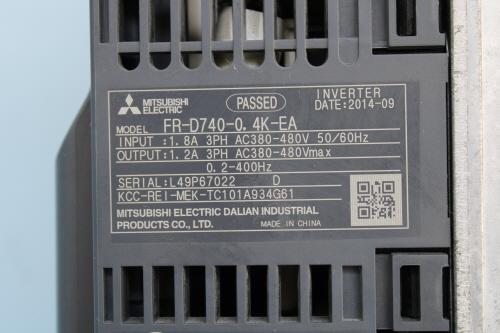 MITSUBISHI
ELECTRIC
PASSED
INVERTER
DATE:2014-09
MODEL FR-D740-0.4K-EA
INPUT :1.8A 3PH AC380-480V 50/60Hz
OUTPUT:1.2A 3PH AC380-480Vmax
0.2-400Hz
SERIAL:L49P67022 D
KCC-REI-MEK-TC101A934G61
MITSUBISHI ELECTRIC DALIAN INDUSTRIAL
PRODUCTS CO., LTD. MADE IN CHINA